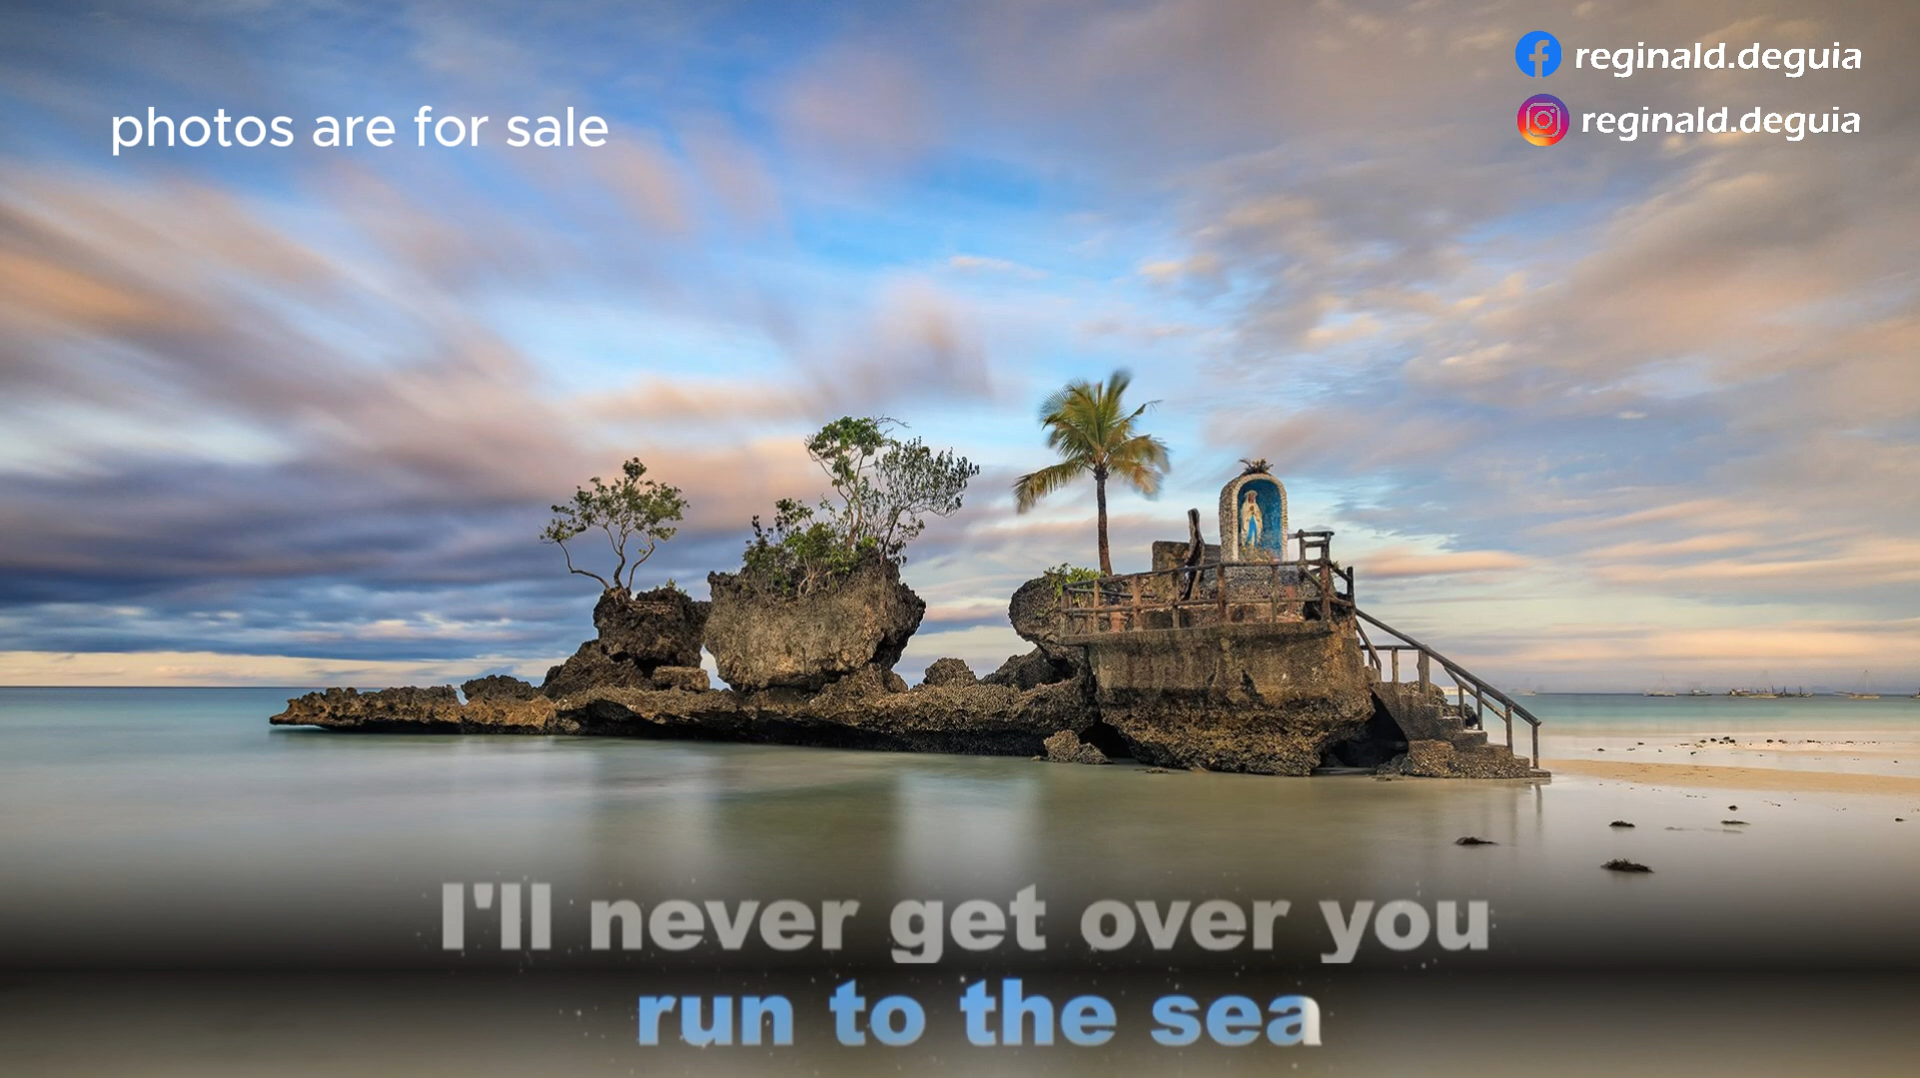 reginald.deguia
photos are for sale
reginald.deguia
I'll never get over you
run to the sea